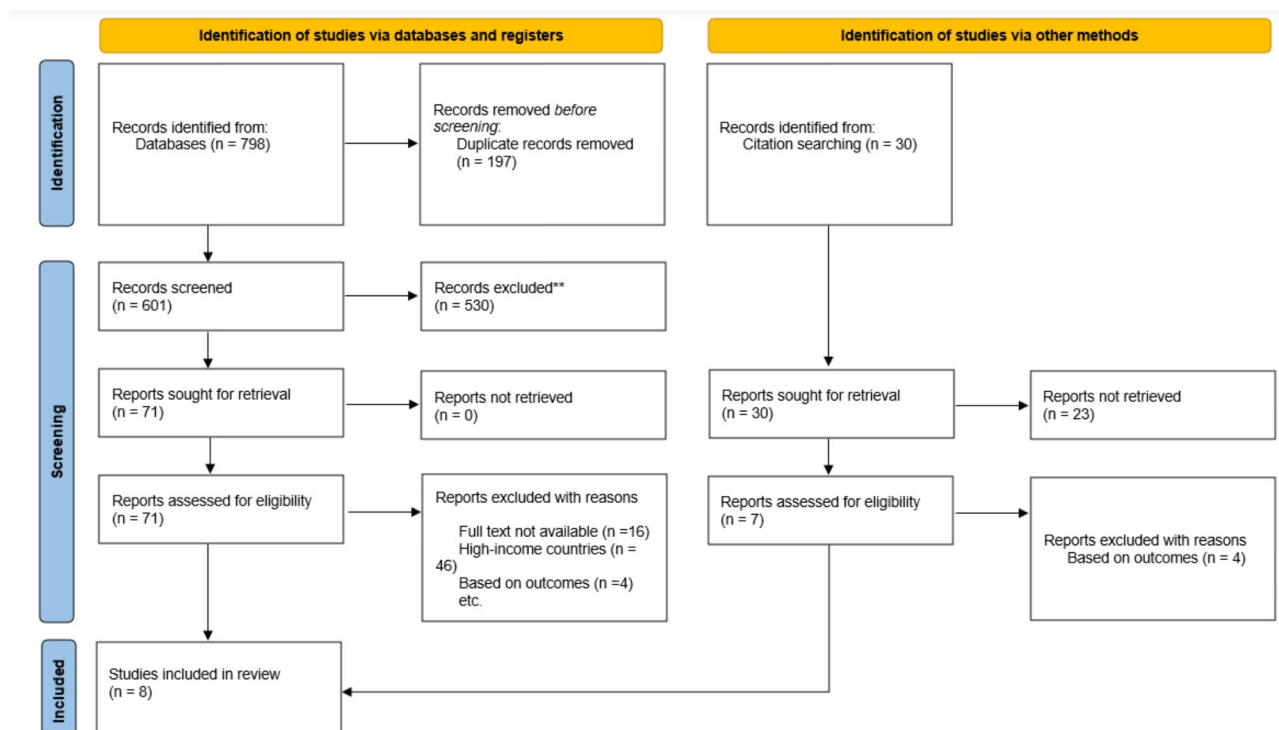 Identification of studies via databases and registers
Identification of studies via other methods
Identification
Records identified from:
Databases (n = 798)
Records removed before
screening:
Duplicate records removed
(n = 197)
Records identified from:
Citation searching (n = 30)
Screening
Records screened
(n = 601)
Records excluded**
(n = 530)
Reports sought for retrieval
(n = 71)
Reports not retrieved
(n = 0)
Reports sought for retrieval
(n = 30)
Reports not retrieved
(n = 23)
Reports assessed for eligibility
(n = 71)
Reports excluded with reasons
Full text not available (n =16)
High-income countries (n =
46)
Based on outcomes (n =4)
etc.
Reports assessed for eligibility
(n = 7)
Reports excluded with reasons
Based on outcomes (n = 4)
Included
Studies included in review
(n = 8)